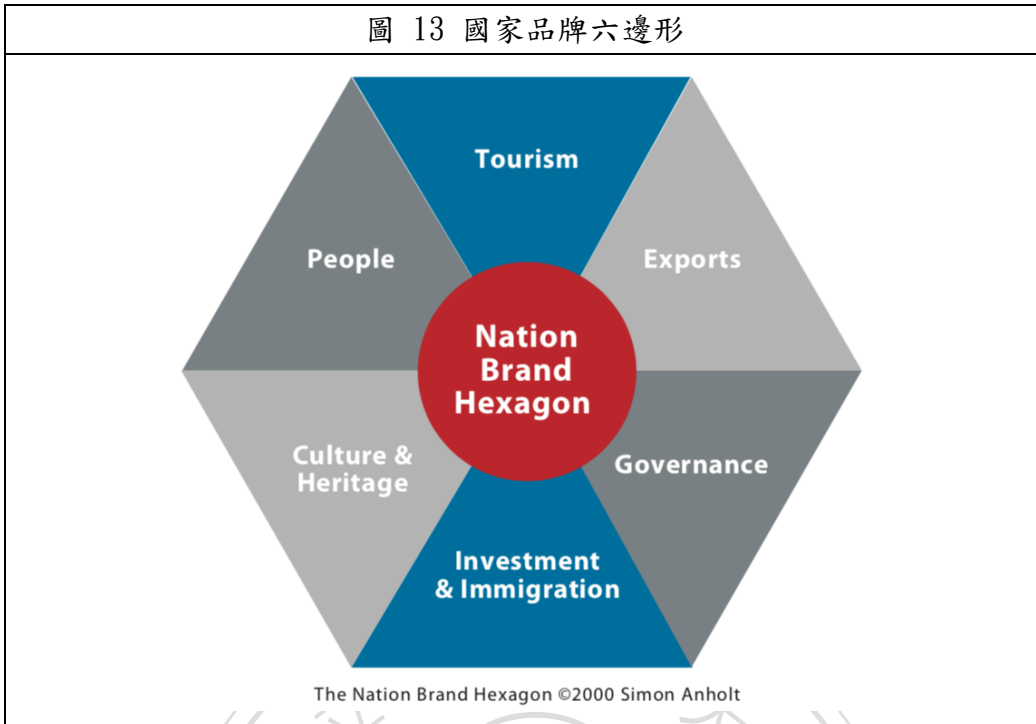 圖 13 國家品牌六邊形
Tourism
People
Exports
Nation
Brand
Hexagon
Culture &
Heritage
Governance
Investment
& Immigration
The Nation Brand Hexagon ©2000 Simon Anholt